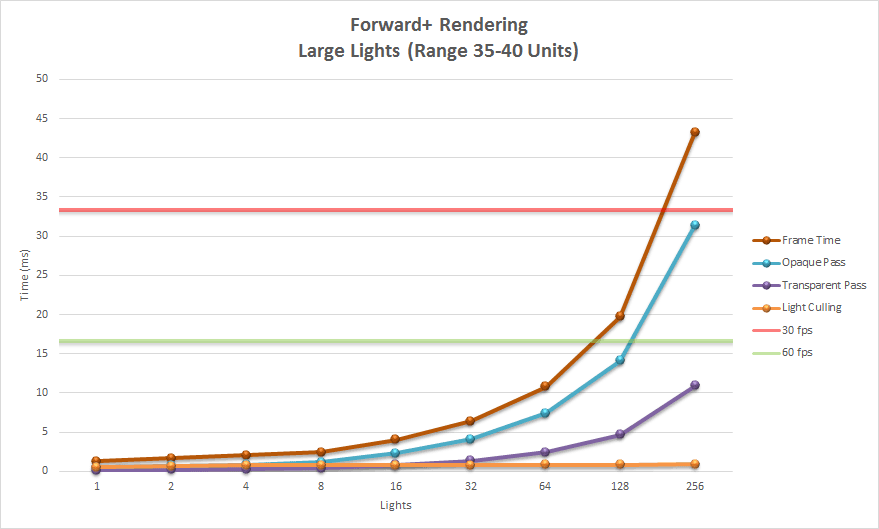 Forward+ Rendering
Large Lights (Range 35-40 Units)
50
45
40
35
30
25
20
15
10
5
0
Time (ms)
1 2 4 8 16 32 64 128 256
Lights
Frame Time
Opaque Pass
Transparent Pass
Light Culling
30 fps
60 fps